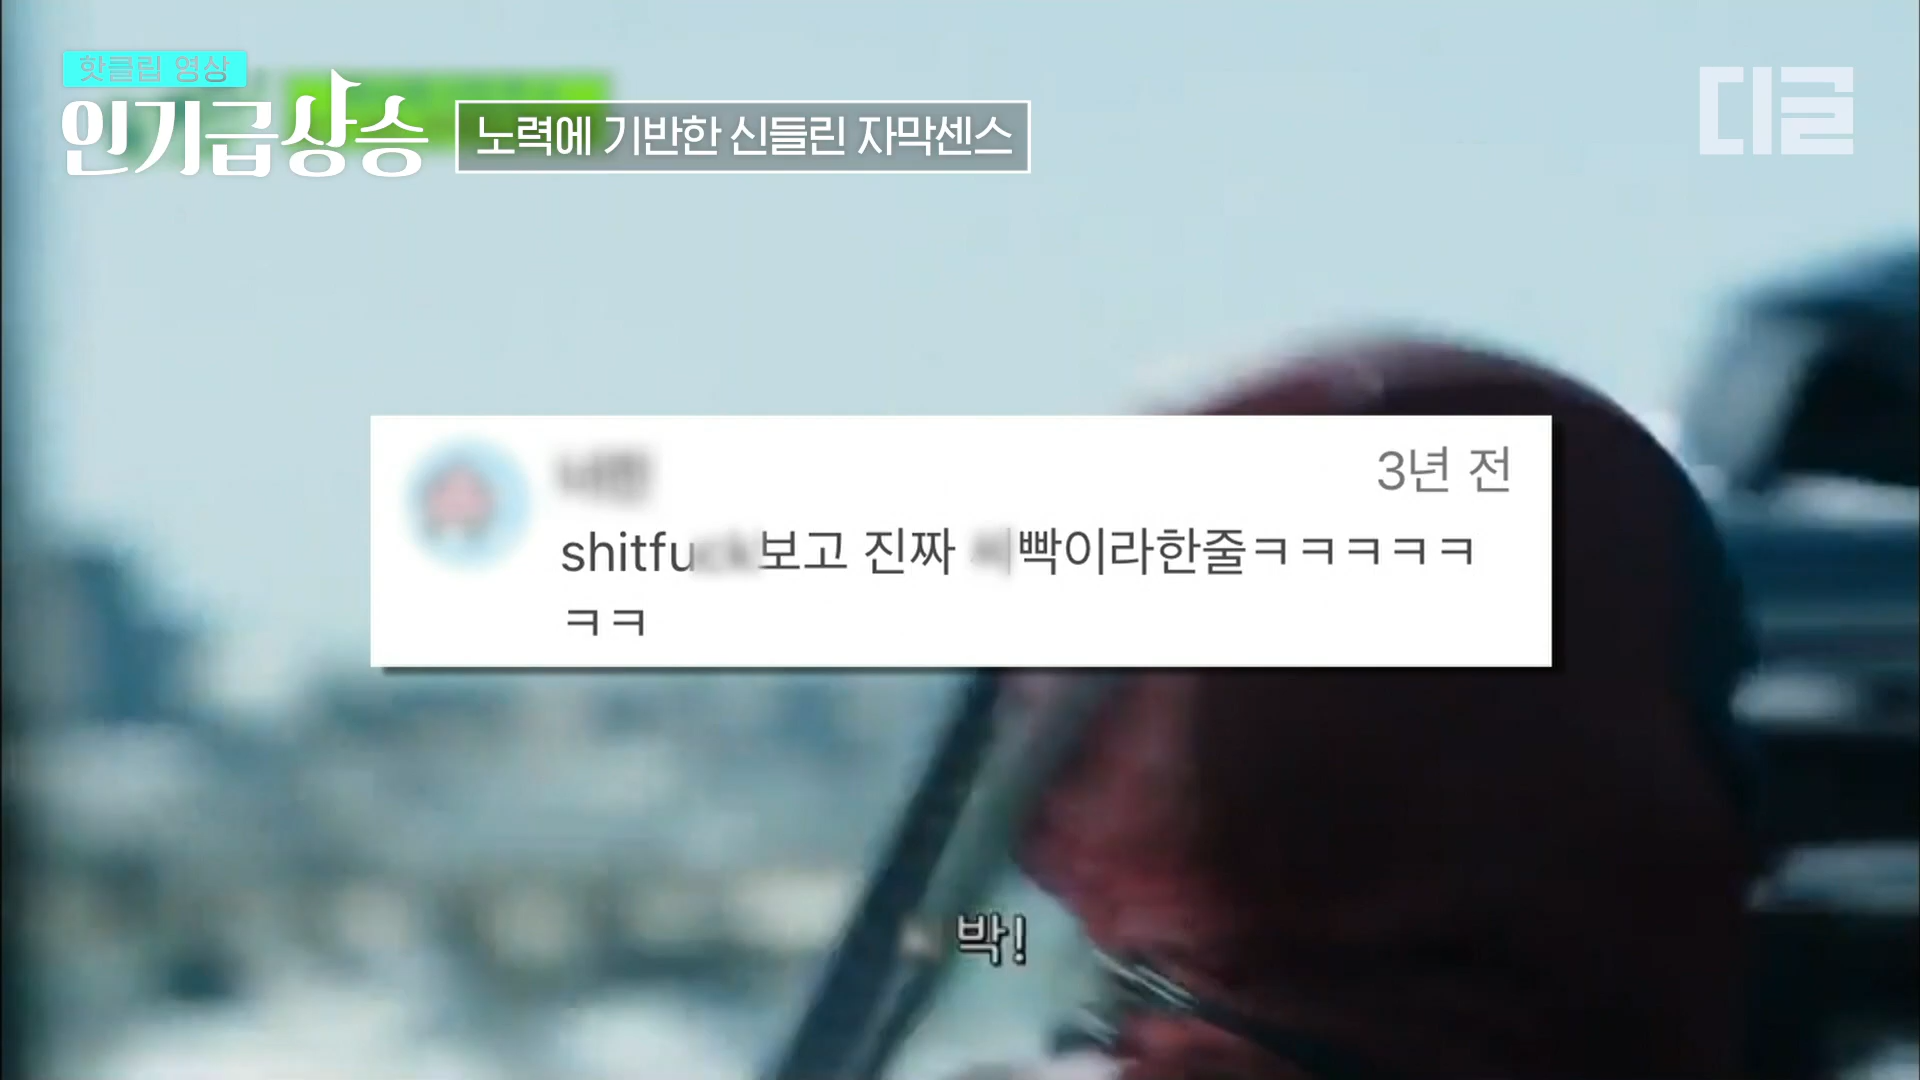 핫클립 영상
인기급상승
노력에 기반한 신들린 자막센스
디글
3년 전
shitfu 보고 진짜 빡이라한줄ㅋㅋㅋㅋㅋ
ㅋㅋ
박!